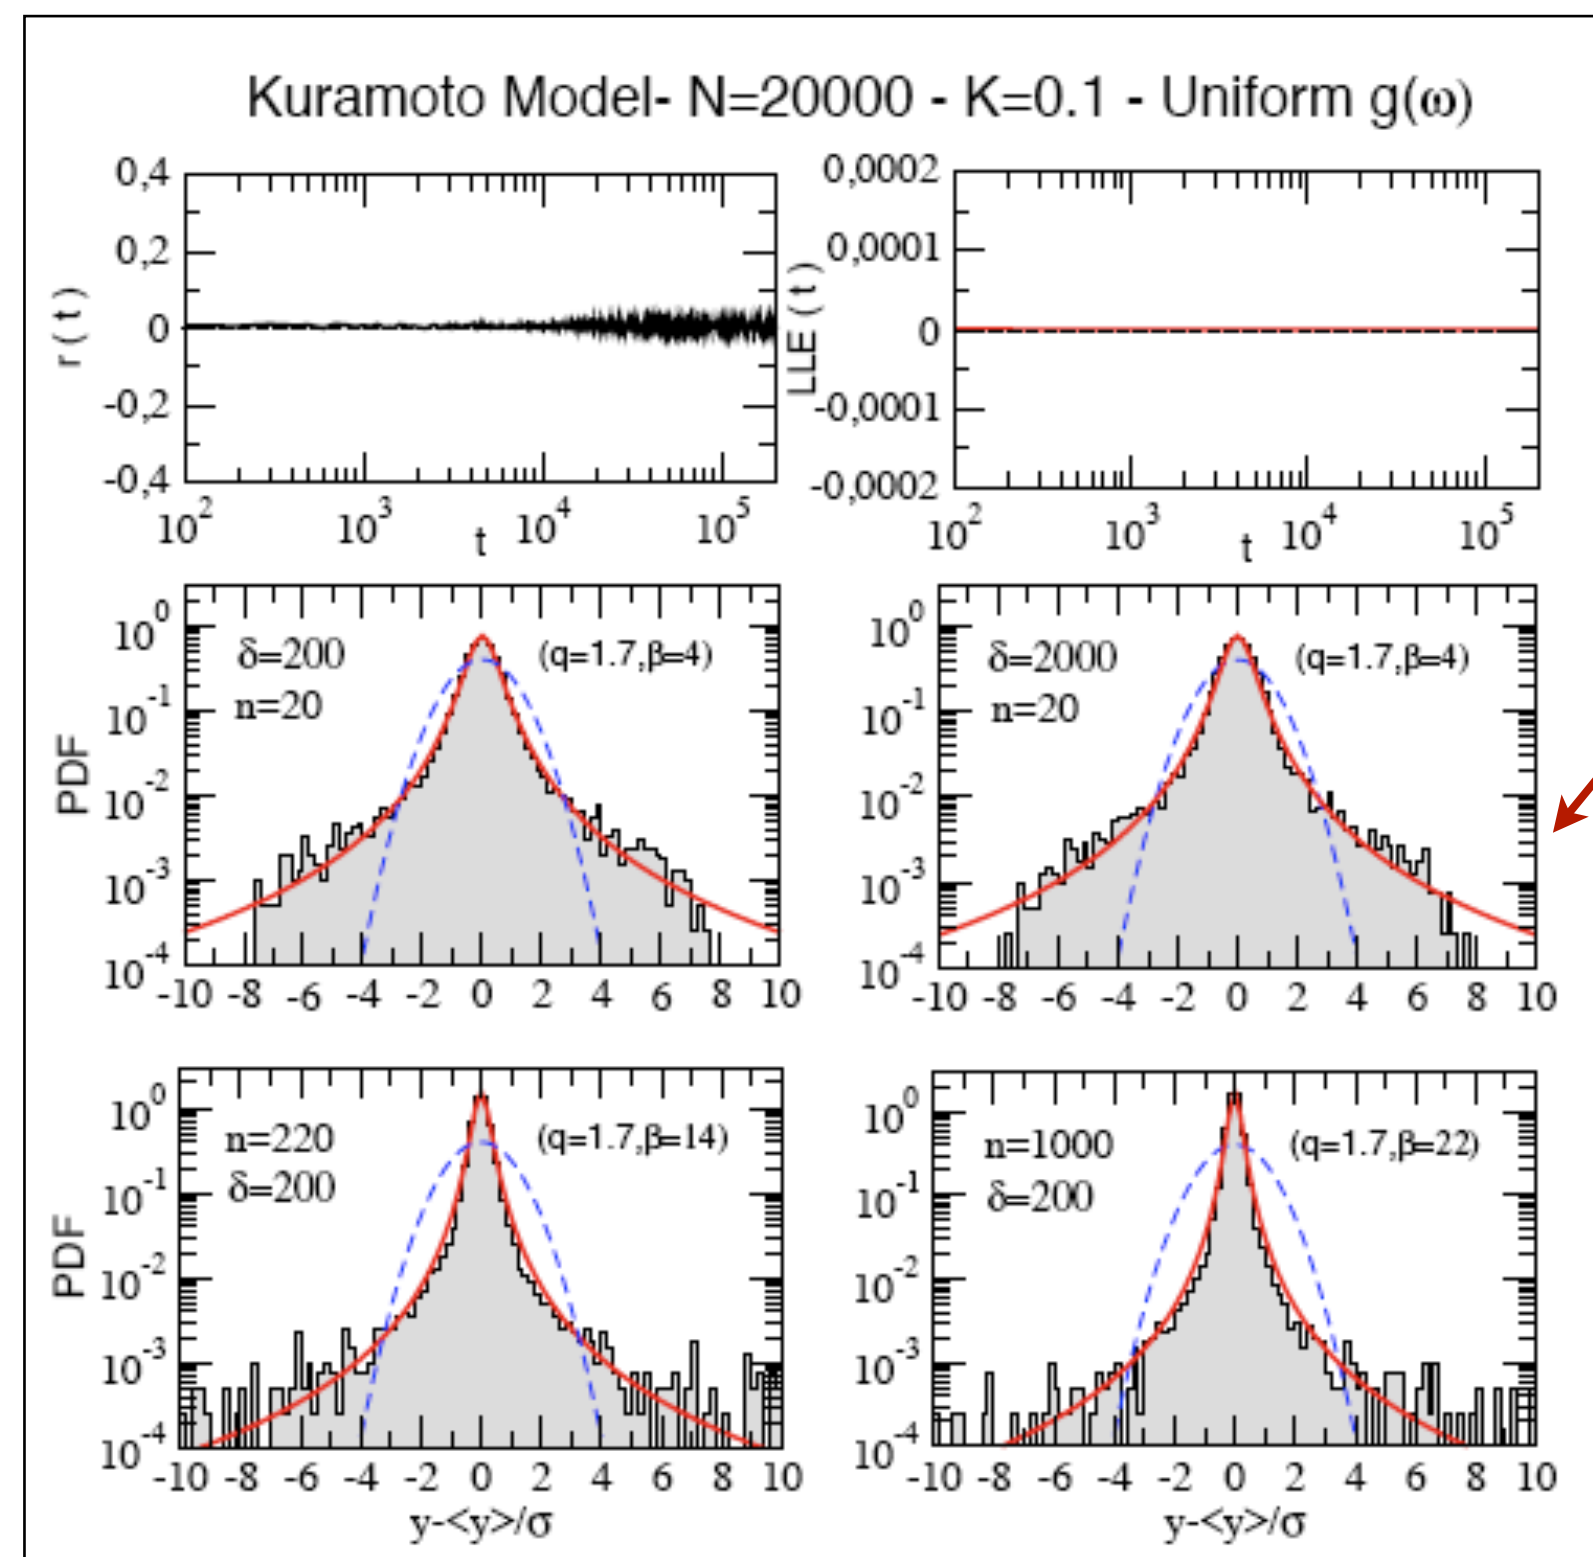 Kuramoto Model- N=20000 - K=0.1 - Uniform g(ω)
r ( t )
0,4
0,2
0
-0,2
-0,4
10^2 10^3 10^4 10^5
t
LLE ( t )
0,0002
0,0001
0
-0,0001
-0,0002
10^2 10^3 10^4 10^5
t
PDF
10^0
10^-1
10^-2
10^-3
10^-4
δ=200
n=20
(q=1.7,β=4)
-10 -8 -6 -4 -2 0 2 4 6 8 10
10^0
10^-1
10^-2
10^-3
10^-4
δ=2000
n=20
(q=1.7,β=4)
-10 -8 -6 -4 -2 0 2 4 6 8 10
PDF
10^0
10^-1
10^-2
10^-3
10^-4
n=220
δ=200
(q=1.7,β=14)
-10 -8 -6 -4 -2 0 2 4 6 8 10
y-<y>/σ
10^0
10^-1
10^-2
10^-3
10^-4
n=1000
δ=200
(q=1.7,β=22)
-10 -8 -6 -4 -2 0 2 4 6 8 10
y-<y>/σ